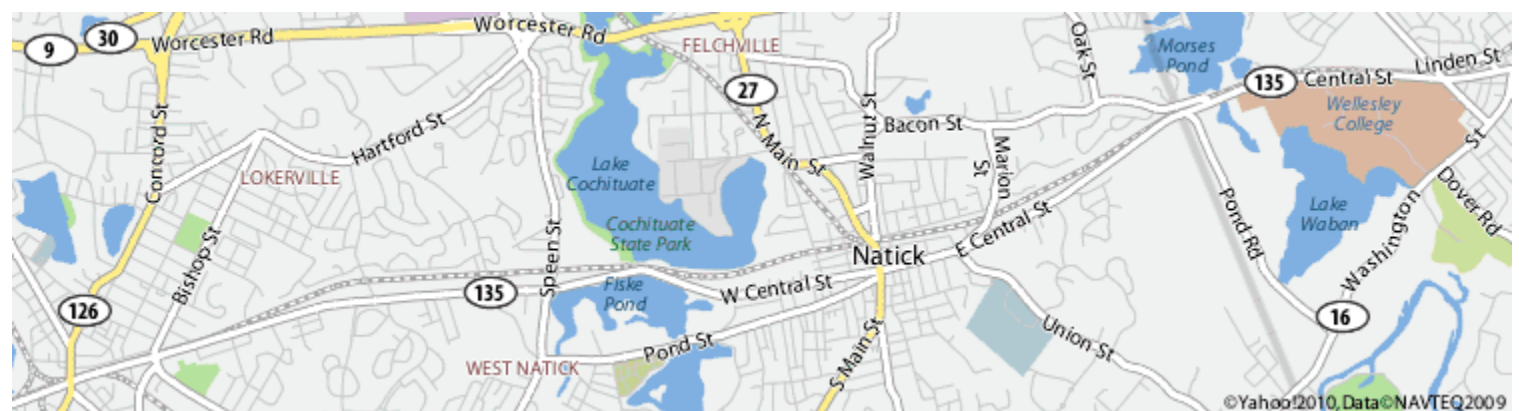 9
30
Worcester Rd
Worcester Rd
FELCHVILLE
Oak St
Morses
Pond
Linden St
135
Central St
27
Wellesley
College
Concord St
Hartford St
N Main St
Walnut St
Bacon St
Marion
St
LOKERVILLE
Lake
Cochituate
St
Dover Rd
Cochituate
State Park
Lake
Waban
Bishop St
Speen St
Natick
E Central St
Pond Rd
Washington
126
135
Fiske
Pond
W Central St
16
Union St
WEST NATICK
Pond St
S Main St
©Yahoo!2010,Data©NAVTEQ2009